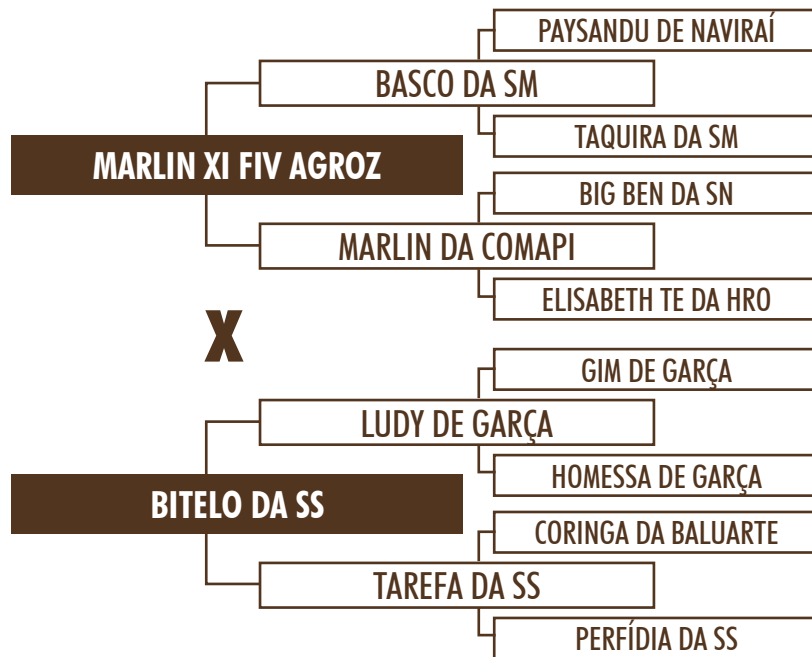 PAYSANDU DE NAVIRAÍ
BASCO DA SM
TAQUIRA DA SM
MARLIN XI FIV AGROZ
BIG BEN DA SN
MARLIN DA COMAPI
ELISABETH TE DA HRO
X
GIM DE GARÇA
LUDY DE GARÇA
HOMESSA DE GARÇA
BITELO DA SS
CORINGA DA BALUARTE
TAREFA DA SS
PERFÍDIA DA SS